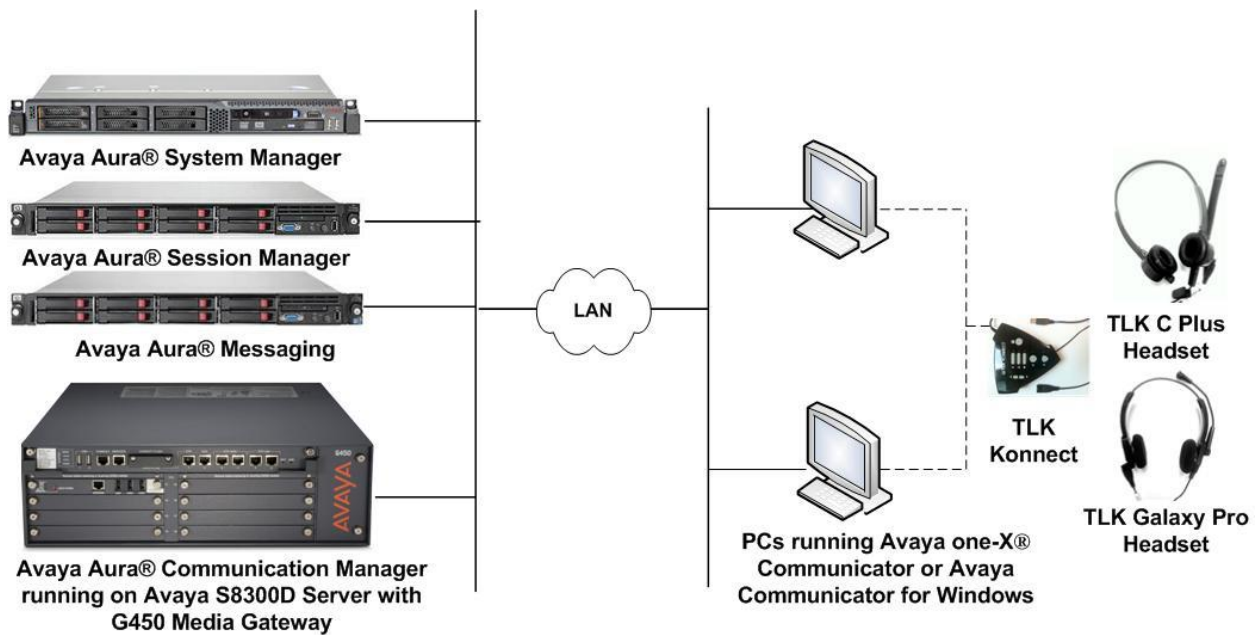 Avaya Aura® System Manager
Avaya Aura® Session Manager
Avaya Aura® Messaging
G450
AVAYA
Avaya Aura® Communication Manager
running on Avaya S8300D Server with
G450 Media Gateway
LAN
PCs running Avaya one-X®
Communicator or Avaya
Communicator for Windows
TLK
Konnect
TLK C Plus
Headset
TLK Galaxy Pro
Headset